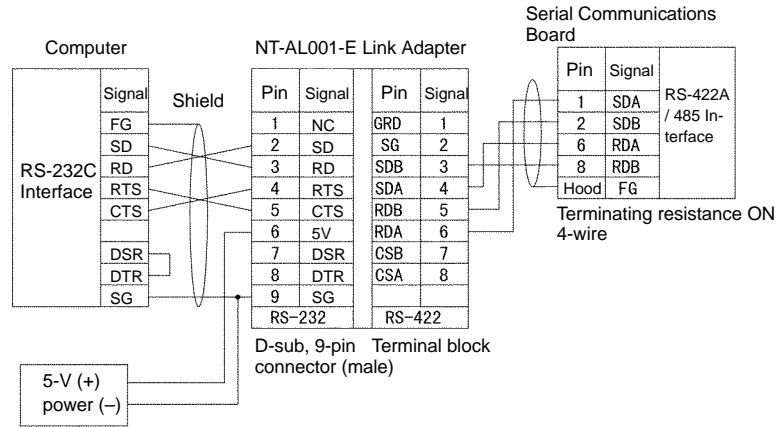 Serial Communications
Board
Computer
NT-AL001-E Link Adapter
Signal
FG
SD
RD
RTS
CTS
DSR
DTR
SG
RS-232C
Interface
Shield
Pin Signal
1 NC
2 SD
3 RD
4 RTS
5 CTS
6 5V
7 DSR
8 DTR
9 SG
RS-232
Pin Signal
GRD 1
SG 2
SDB 3
SDA 4
RDB 5
RDA 6
CSB 7
CSA 8
RS-422
Pin Signal
1 SDA
2 SDB
6 RDA
8 RDB
Hood FG
RS-422A
/ 485 In-
terface
Terminating resistance ON
4-wire
D-sub, 9-pin
connector (male)
Terminal block
5-V (+)
power (–)